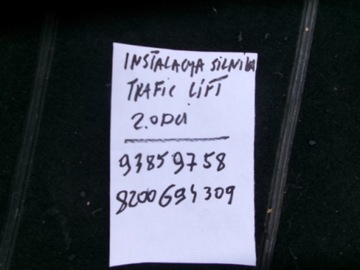 INSTALACJA SILNIKA
TRAFIC LIFT
2.0DCI
93859758
8200694309